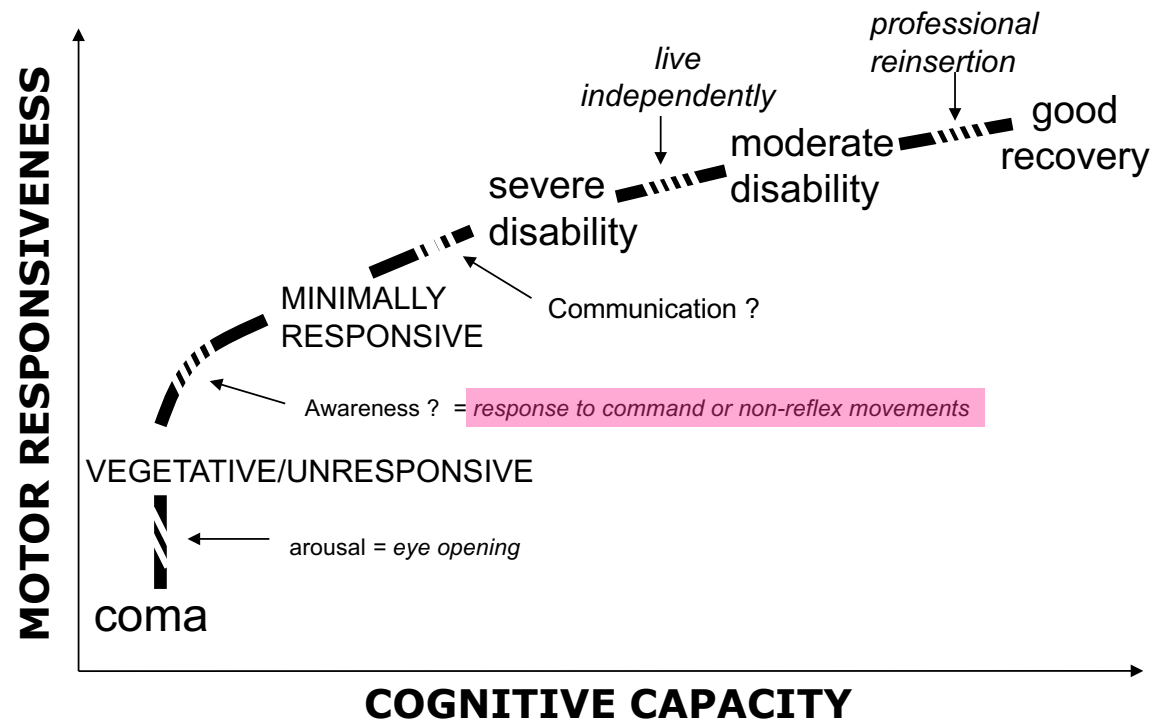 professional
reinsertion
live
independently
good
recovery
moderate
disability
severe
disability
MINIMALLY
RESPONSIVE
Communication ?
Awareness ? = response to command or non-reflex movements
VEGETATIVE/UNRESPONSIVE
arousal = eye opening
coma
MOTOR RESPONSIVENESS
COGNITIVE CAPACITY